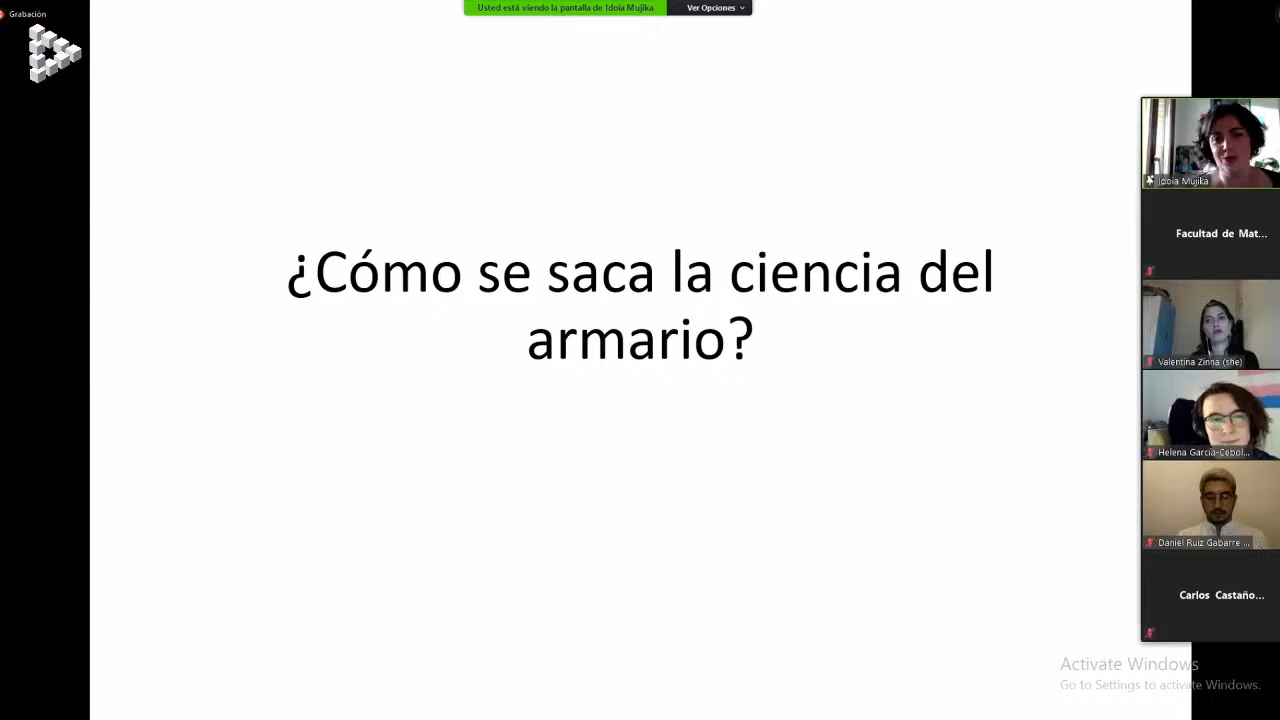 Grabación
Usted está viendo la pantalla de Idoia Mujika
Ver Opciones
¿Cómo se saca la ciencia del
armario?
Idoia Mujika
Facultad de Mat...
Valentina Zinna (she)
Helena García-Cebol...
Daniel Ruiz Gabarre ...
Carlos Castaño...
Activate Windows
Go to Settings to activate Windows.